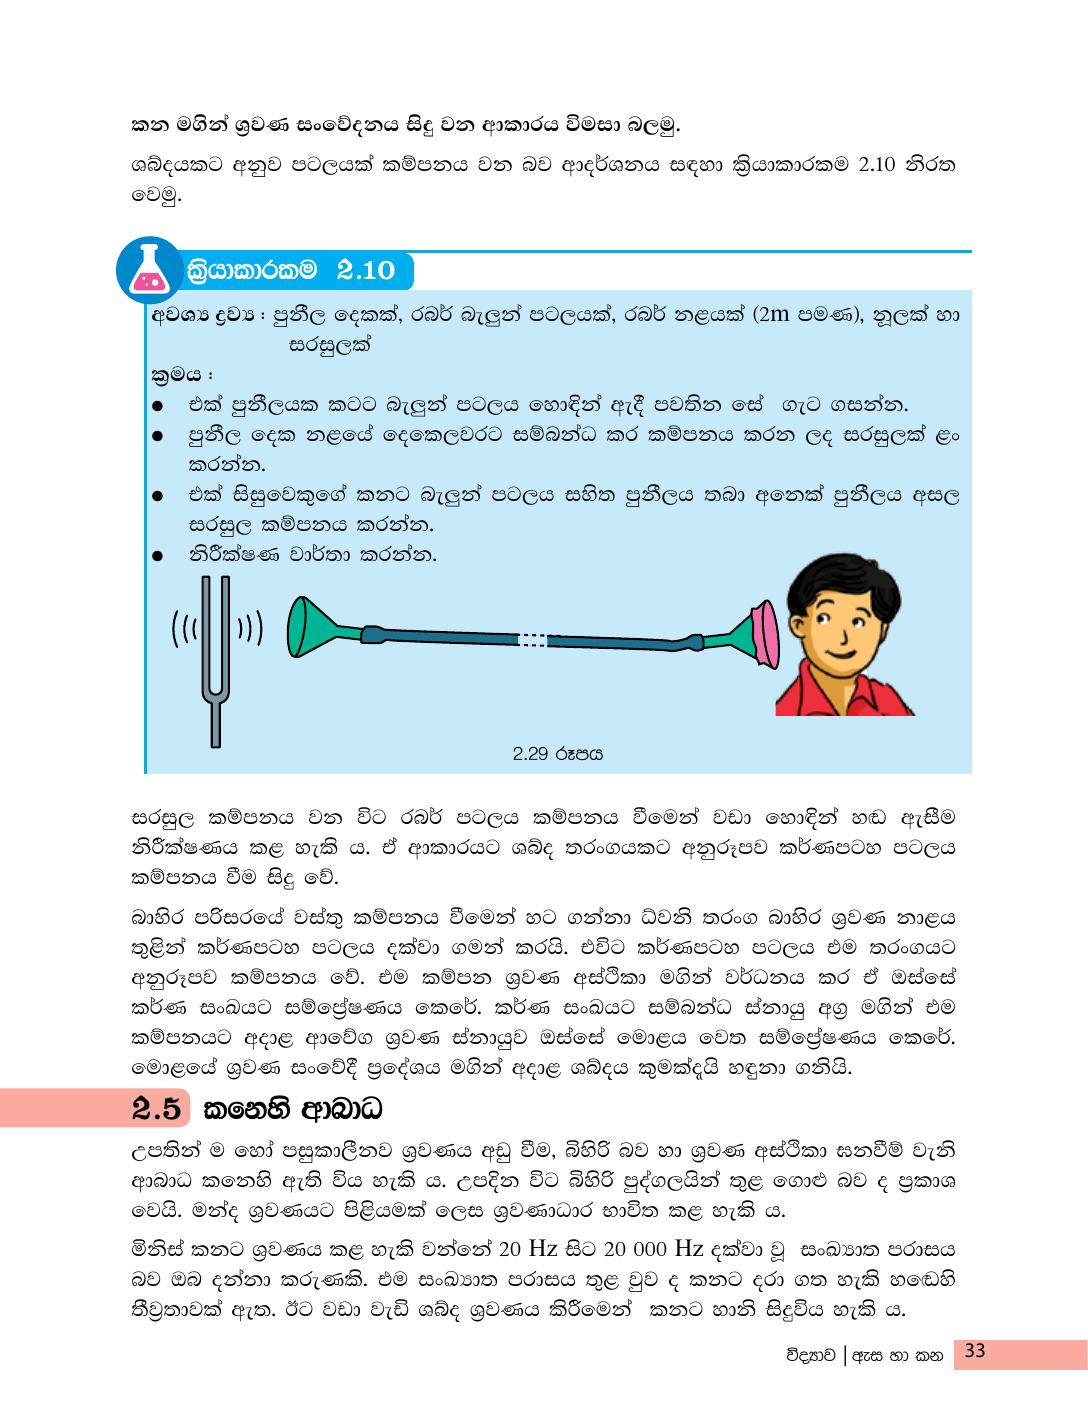 කන මගින් ශ්‍රවණ සංවේදනය සිදු වන ආකාරය විමසා බලමු.
ශබ්දයකට අනුව පටලයක් කම්පනය වන බව ආදර්ශනය සඳහා ක්‍රියාකාරකම 2.10 නිරත
වෙමු.
ක්‍රියාකාරකම 2.10
අවශ්‍ය ද්‍රව්‍ය : පුනීල දෙකක්, රබර් බැලුන් පටලයක්, රබර් නළයක් (2m පමණ), නූලක් හා
සරසුලක්
ක්‍රමය :
● එක් පුනීලයක කටට බැලුන් පටලය හොඳින් ඇදී පවතින සේ ගැට ගසන්න.
● පුනීල දෙක නළයේ දෙකෙලවරට සම්බන්ධ කර කම්පනය කරන ලද සරසුලක් ළං
කරන්න.
● එක් සිසුවෙකුගේ කනට බැලුන් පටලය සහිත පුනීලය තබා අනෙක් පුනීලය අසල
සරසුල කම්පනය කරන්න.
● නිරීක්ෂණ වාර්තා කරන්න.
2.29 රූපය
සරසුල කම්පනය වන විට රබර් පටලය කම්පනය වීමෙන් වඩා හොඳින් හඬ ඇසීම
නිරීක්ෂණය කළ හැකි ය. ඒ ආකාරයට ශබ්ද තරංගයකට අනුරූපව කර්ණපටහ පටලය
කම්පනය වීම සිදු වේ.
බාහිර පරිසරයේ වස්තු කම්පනය වීමෙන් හට ගන්නා ධ්වනි තරංග බාහිර ශ්‍රවණ නාළය
තුළින් කර්ණපටහ පටලය දක්වා ගමන් කරයි. එවිට කර්ණපටහ පටලය එම තරංගයට
අනුරූපව කම්පනය වේ. එම කම්පන ශ්‍රවණ අස්ථිකා මගින් වර්ධනය කර ඒ ඔස්සේ
කර්ණ සංඛයට සම්ප්‍රේෂණය කෙරේ. කර්ණ සංඛයට සම්බන්ධ ස්නායු අග්‍ර මගින් එම
කම්පනයට අදාළ ආවේග ශ්‍රවණ ස්නායුව ඔස්සේ මොළය වෙත සම්ප්‍රේෂණය කෙරේ.
මොළයේ ශ්‍රවණ සංවේදී ප්‍රදේශය මගින් අදාළ ශබ්දය කුමක්දැයි හඳුනා ගනියි.
2.5 කනෙහි ආබාධ
උපතින් ම හෝ පසුකාලීනව ශ්‍රවණය අඩු වීම, බිහිරි බව හා ශ්‍රවණ අස්ථිකා ඝනවීම් වැනි
ආබාධ කනෙහි ඇති විය හැකි ය. උපදින විට බිහිරි පුද්ගලයින් තුළ ගොළු බව ද ප්‍රකාශ
වෙයි. මන්ද ශ්‍රවණයට පිළියමක් ලෙස ශ්‍රවණාධාර භාවිත කළ හැකි ය.
මිනිස් කනට ශ්‍රවණය කළ හැකි වන්නේ 20 Hz සිට 20 000 Hz දක්වා වූ සංඛ්‍යාත පරාසය
බව ඔබ දන්නා කරුණකි. එම සංඛ්‍යාත පරාසය තුළ වුව ද කනට දරා ගත හැකි හඬෙහි
තීව්‍රතාවක් ඇත. ඊට වඩා වැඩි ශබ්ද ශ්‍රවණය කිරීමෙන් කනට හානි සිදුවිය හැකි ය.
විද්‍යාව | ඇස හා කන 33